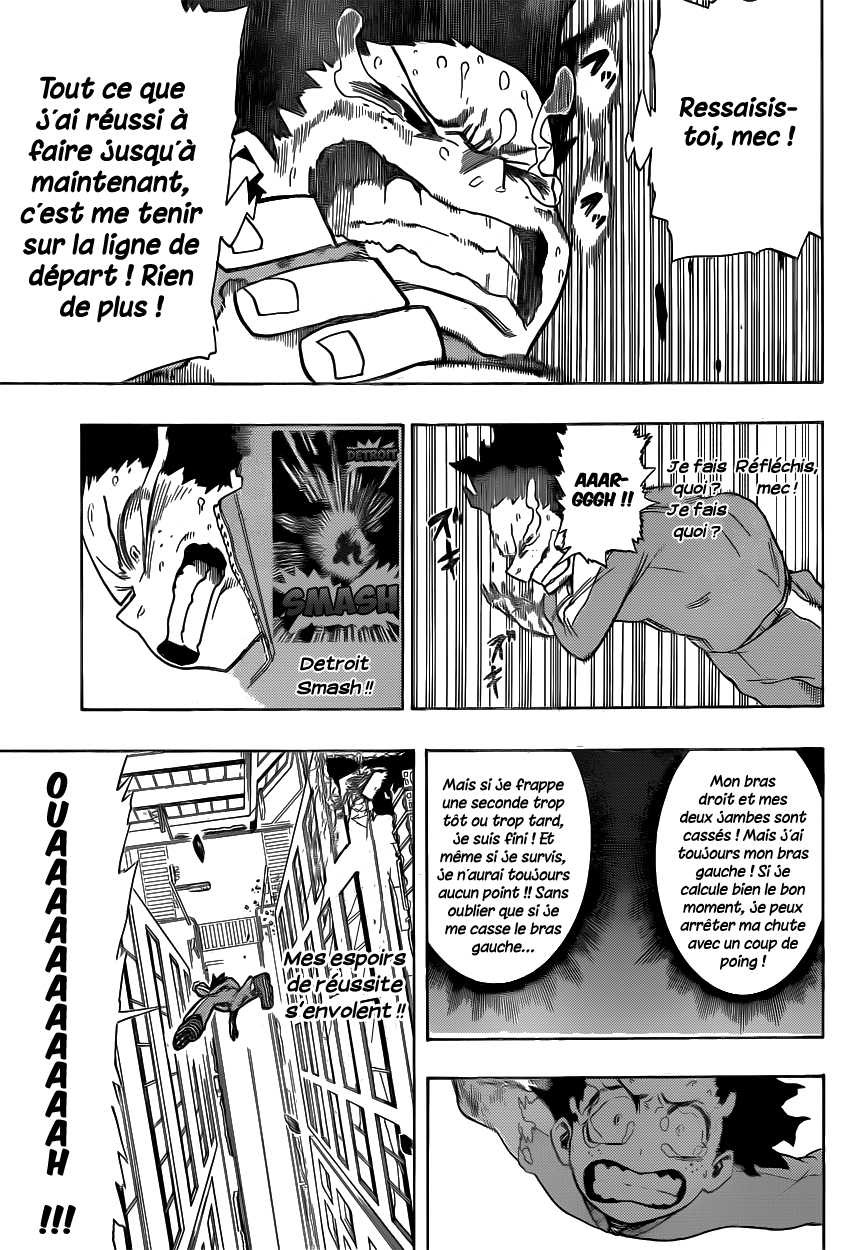 Ressaisis-
toi, mec !
Tout ce que
j'ai réussi à
faire jusqu'à
maintenant,
c'est me tenir
sur la ligne de
départ ! Rien
de plus !
Réfléchis,
mec !
Je fais
quoi ?
Je fais
quoi ?
AAAR-
GGGH !!
DETROIT
SMASH
Detroit
Smash !!
Mon bras
droit et mes
deux jambes sont
cassés ! Mais j'ai
toujours mon bras
gauche ! Si je
calcule bien le bon
moment, je peux
arrêter ma chute
avec un coup de
poing !
Mais si je frappe
une seconde trop
tôt ou trop tard,
je suis fini ! Et
même si je survis,
je n'aurai toujours
aucun point !! Sans
oublier que si je
me casse le bras
gauche...
Mes espoirs
de réussite
s'envolent !!
OUAAAAAAAAAAAH !!!